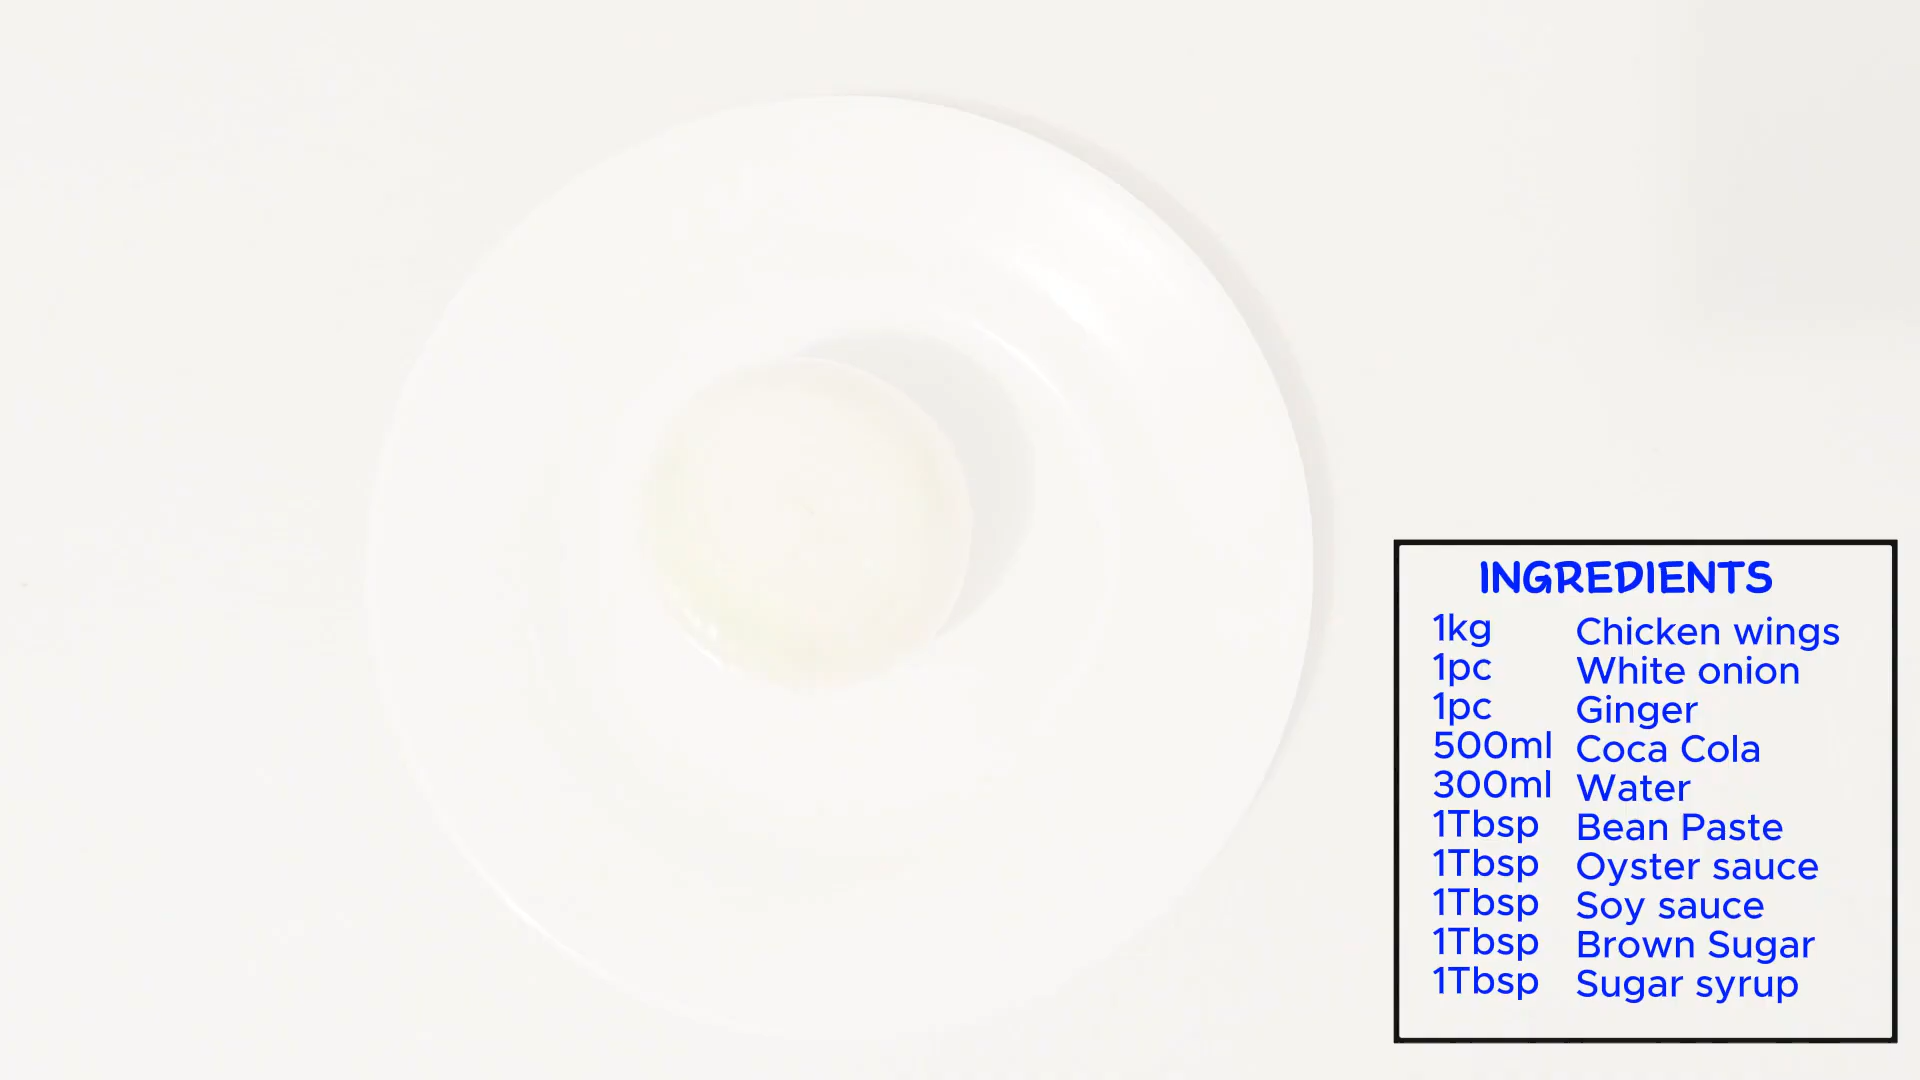 INGREDIENTS
1kg Chicken wings
1pc White onion
1pc Ginger
500ml Coca Cola
300ml Water
1Tbsp Bean Paste
1Tbsp Oyster sauce
1Tbsp Soy sauce
1Tbsp Brown Sugar
1Tbsp Sugar syrup